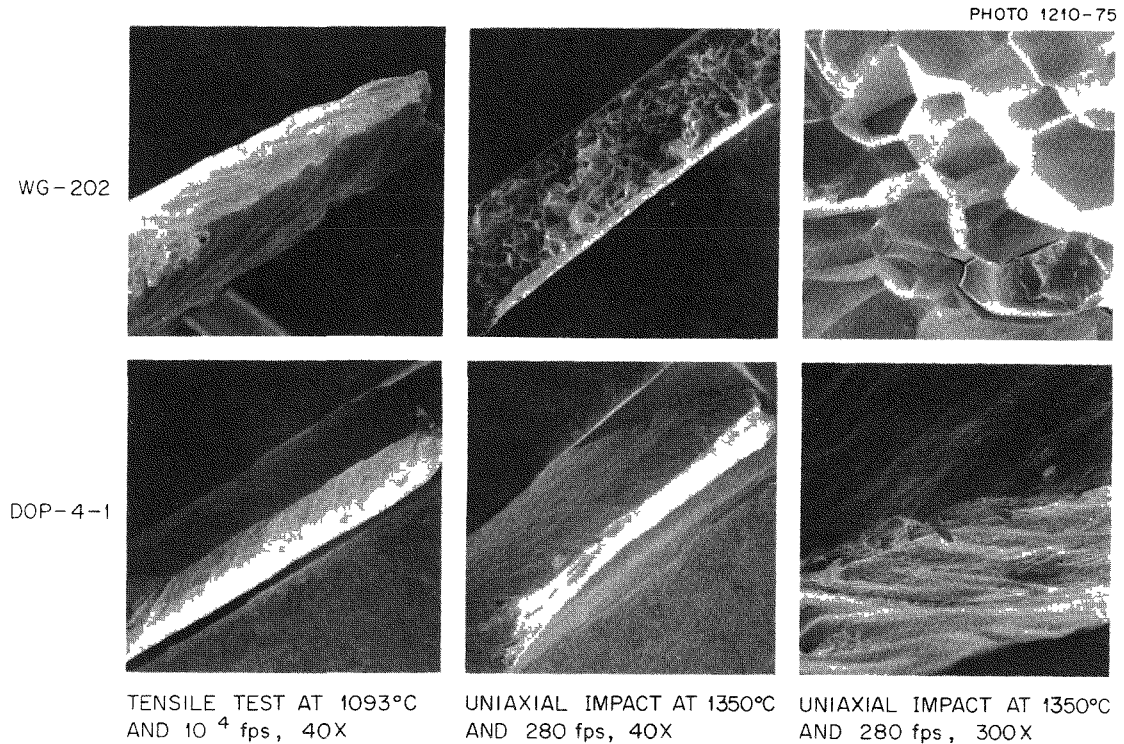 PHOTO 1210-75
WG-202
DOP-4-1
TENSILE TEST AT 1093°C
AND 10 4 fps, 40X
UNIAXIAL IMPACT AT 1350°C
AND 280 fps, 40X
UNIAXIAL IMPACT AT 1350°C
AND 280 fps, 300X